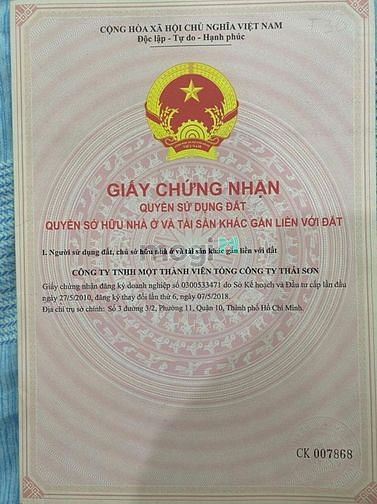 CỘNG HÒA XÃ HỘI CHỦ NGHĨA VIỆT NAM
Độc lập - Tự do - Hạnh phúc
VIỆT NAM
GIẤY CHỨNG NHẬN
QUYỀN SỬ DỤNG ĐẤT
QUYỀN SỞ HỮU NHÀ Ở VÀ TÀI SẢN KHÁC GẮN LIỀN VỚI ĐẤT
mogi
I. Người sử dụng đất, chủ sở hữu nhà ở và tài sản khác gắn liền với đất
CÔNG TY TNHH MỘT THÀNH VIÊN TỔNG CÔNG TY THÁI SƠN
Giấy chứng nhận đăng ký doanh nghiệp số 0300533471 do Sở Kế hoạch và Đầu tư cấp lần đầu
ngày 27/5/2010, đăng ký thay đổi lần thứ 6, ngày 07/5/2018.
Địa chỉ trụ sở chính: Số 3 đường 3/2, Phường 11, Quận 10, Thành phố Hồ Chí Minh.
CK 007868